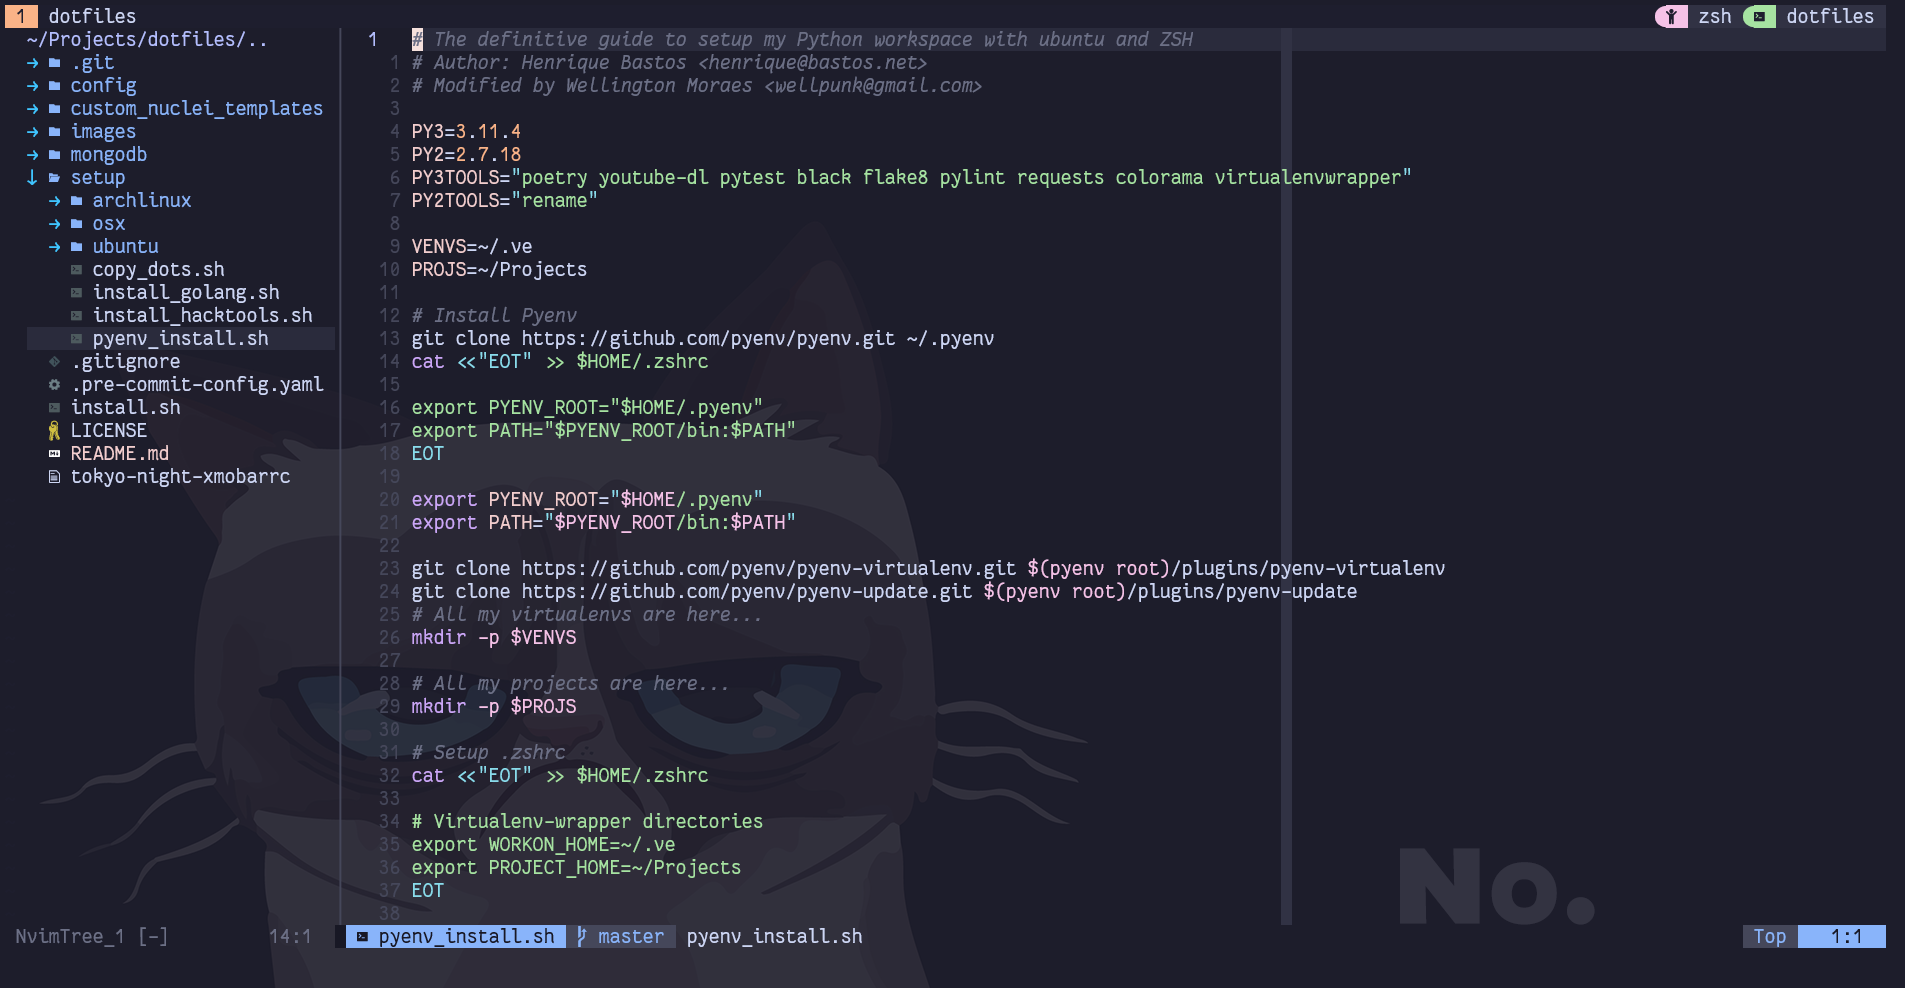 1 dotfiles
zsh dotfiles
~/Projects/dotfiles/..
.git
config
custom_nuclei_templates
images
mongodb
setup
archlinux
osx
ubuntu
copy_dots.sh
install_golang.sh
install_hacktools.sh
pyenv_install.sh
.gitignore
.pre-commit-config.yaml
install.sh
LICENSE
README.md
tokyo-night-xmobarrc
1 # The definitive guide to setup my Python workspace with ubuntu and ZSH
1 # Author: Henrique Bastos <henrique@bastos.net>
2 # Modified by Wellington Moraes <wellpunk@gmail.com>
3
4 PY3=3.11.4
5 PY2=2.7.18
6 PY3TOOLS="poetry youtube-dl pytest black flake8 pylint requests colorama virtualenvwrapper"
7 PY2TOOLS="rename"
8
9 VENVS=~/.ve
10 PROJS=~/Projects
11
12 # Install Pyenv
13 git clone https://github.com/pyenv/pyenv.git ~/.pyenv
14 cat <<"EOT" >> $HOME/.zshrc
15
16 export PYENV_ROOT="$HOME/.pyenv"
17 export PATH="$PYENV_ROOT/bin:$PATH"
18 EOT
19
20 export PYENV_ROOT="$HOME/.pyenv"
21 export PATH="$PYENV_ROOT/bin:$PATH"
22
23 git clone https://github.com/pyenv/pyenv-virtualenv.git $(pyenv root)/plugins/pyenv-virtualenv
24 git clone https://github.com/pyenv/pyenv-update.git $(pyenv root)/plugins/pyenv-update
25 # All my virtualenvs are here...
26 mkdir -p $VENVS
27
28 # All my projects are here...
29 mkdir -p $PROJS
30
31 # Setup .zshrc
32 cat <<"EOT" >> $HOME/.zshrc
33
34 # Virtualenv-wrapper directories
35 export WORKON_HOME=~/.ve
36 export PROJECT_HOME=~/Projects
37 EOT
38
No.
NvimTree_1 [-] 14:1
pyenv_install.sh master pyenv_install.sh
Top 1:1